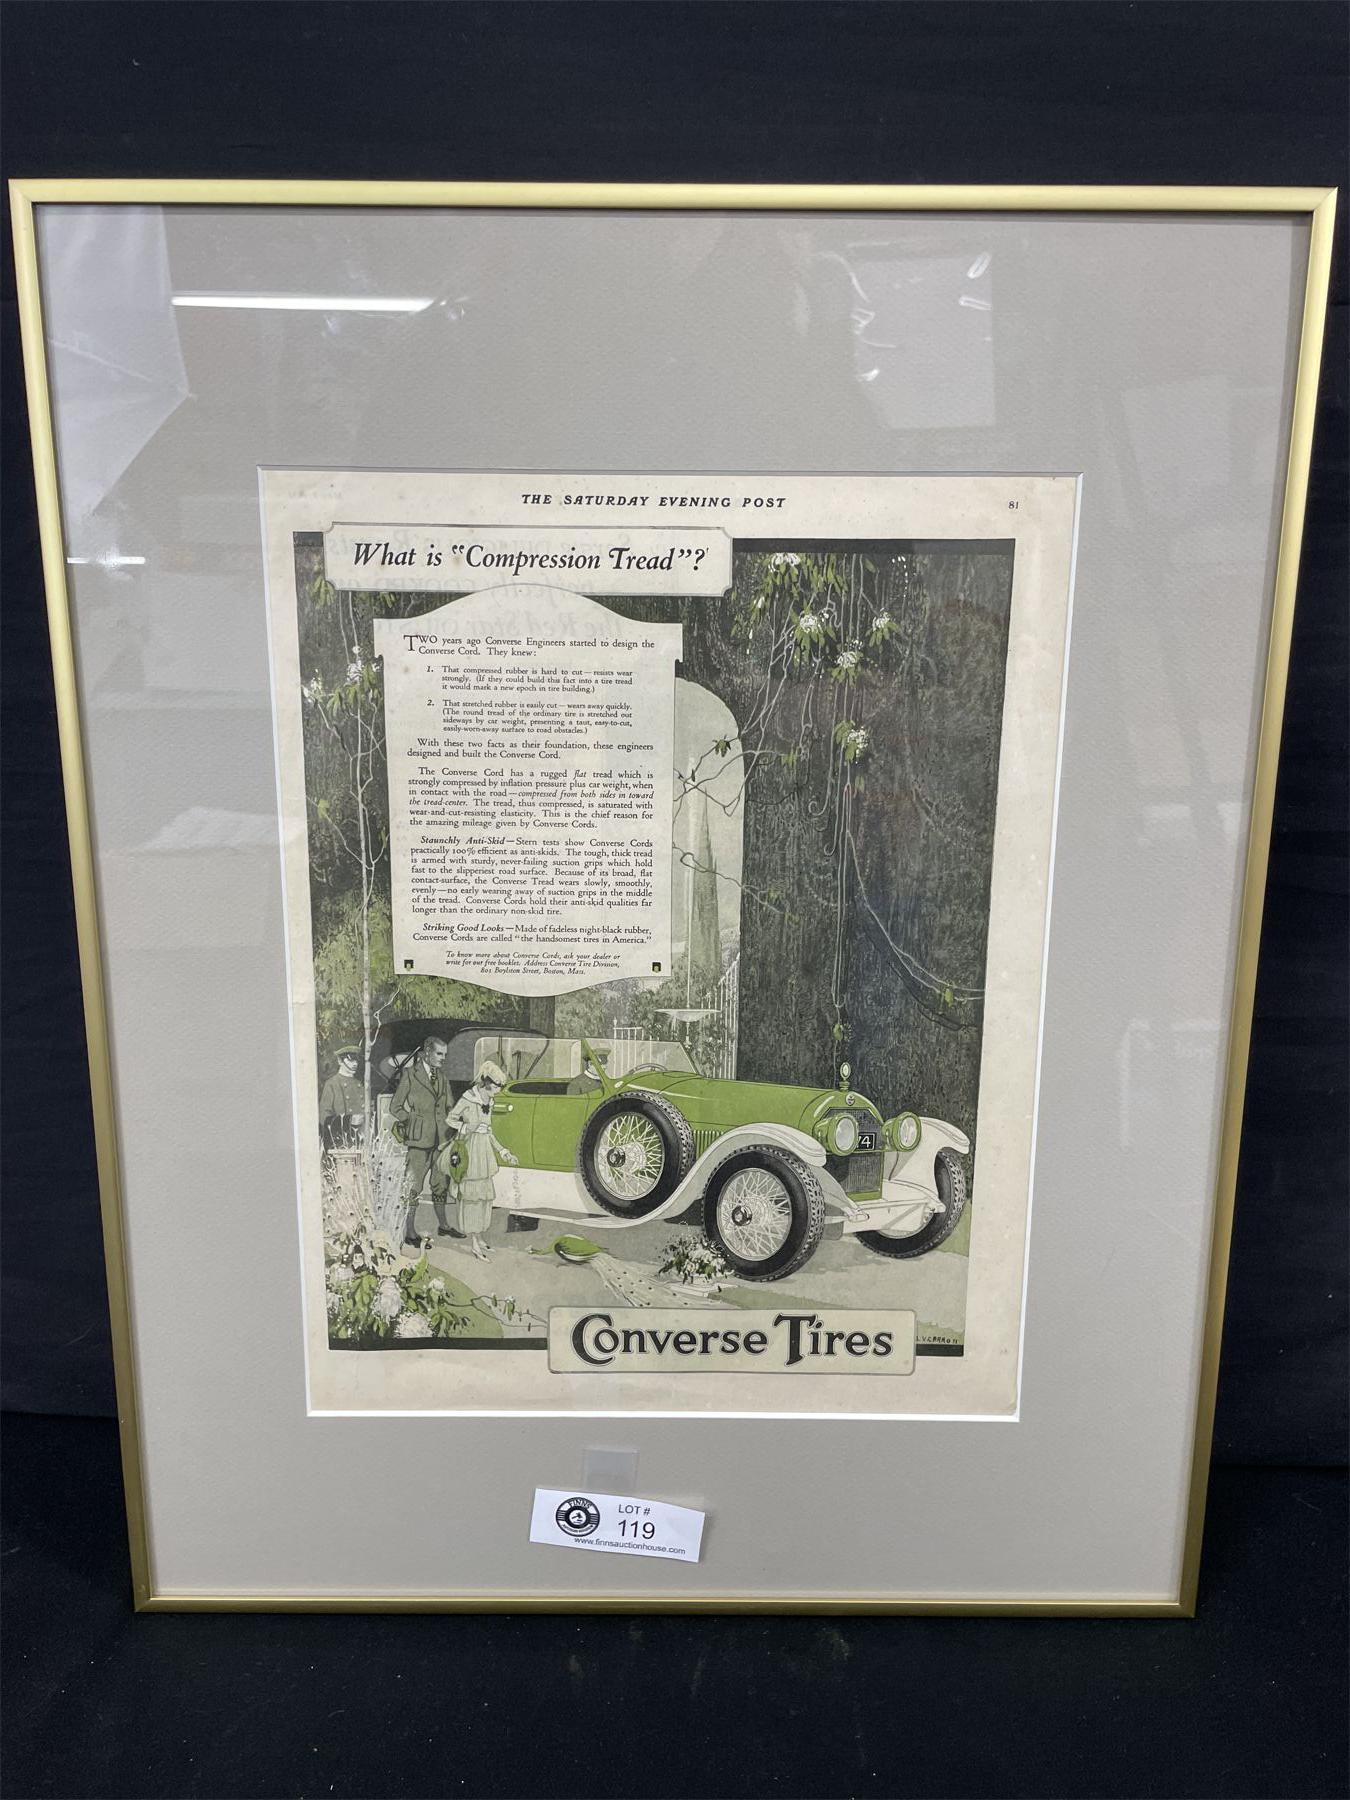 THE SATURDAY EVENING POST
81
What is "Compression Tread"?
TWO years ago Converse Engineers started to design the
Converse Cord. They knew:
1. That compressed rubber is hard to cut—resists wear
strongly. (If they could build this fact into a tire tread
it would mark a new epoch in tire building.)
2. That stretched rubber is easily cut—wears away quickly.
(The round tread of the ordinary tire is stretched out
sideways by car weight, presenting a taut, easy-to-cut,
easily-worn-away surface to road obstacles.)
With these two facts as their foundation, these engineers
designed and built the Converse Cord.
The Converse Cord has a rugged flat tread which is
strongly compressed by inflation pressure plus car weight, when
in contact with the road—compressed from both sides in toward
the tread-center. The tread, thus compressed, is saturated with
wear-and-cut-resisting elasticity. This is the chief reason for
the amazing mileage given by Converse Cords.
Staunchly Anti-Skid—Stern tests show Converse Cords
practically 100% efficient as anti-skids. The tough, thick tread
is armed with sturdy, never-failing suction grips which hold
fast to the slipperiest road surface. Because of its broad, flat
contact-surface, the Converse Tread wears slowly, smoothly,
evenly—no early wearing away of suction grips in the middle
of the tread. Converse Cords hold their anti-skid qualities far
longer than the ordinary non-skid tire.
Striking Good Looks—Made of fadeless night-black rubber,
Converse Cords are called "the handsomest tires in America."
To know more about Converse Cords, ask your dealer or
write for our free booklet. Address Converse Tire Division,
801 Boylston Street, Boston, Mass.
74
Converse Tires
L.V.CARROLL
FINNS
LOT #
119
www.finnsauctionhouse.com